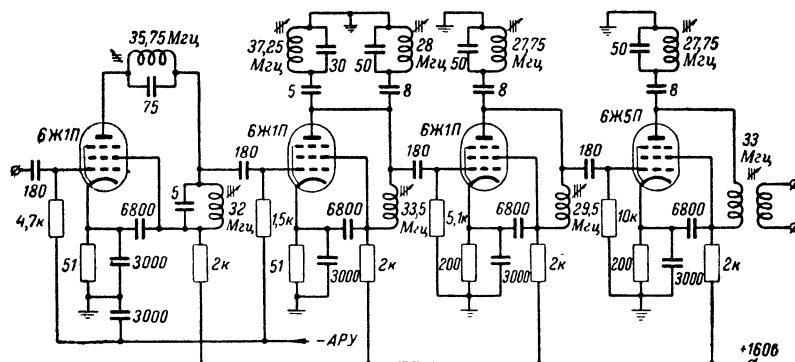 35,75 Мгц
75
37,25 Мгц
30
50
28 Мгц
50
27,75 Мгц
50
27,75 Мгц
5
8
8
8
6Ж1П
6Ж1П
6Ж1П
6Ж5П
180
180
180
180
33 Мгц
4,7к
5
6800
32 Мгц
1,5к
6800
33,5 Мгц
5,1к
6800
29,5 Мгц
10к
6800
51
3000
2к
51
3000
2к
200
3000
2к
200
3000
2к
3000
-АРУ
+160в